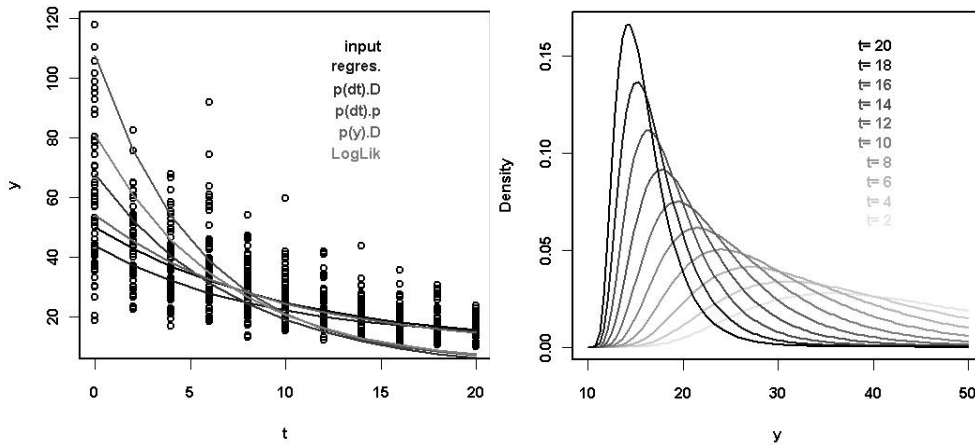 120
100
80
60
40
20
y
input
regres.
p(dt).D
p(dt).p
p(y).D
LogLik
0
5
10
15
20
t
0.15
0.10
0.05
0.00
Density
t= 20
t= 18
t= 16
t= 14
t= 12
t= 10
t= 8
t= 6
t= 4
t= 2
10
20
30
40
50
y